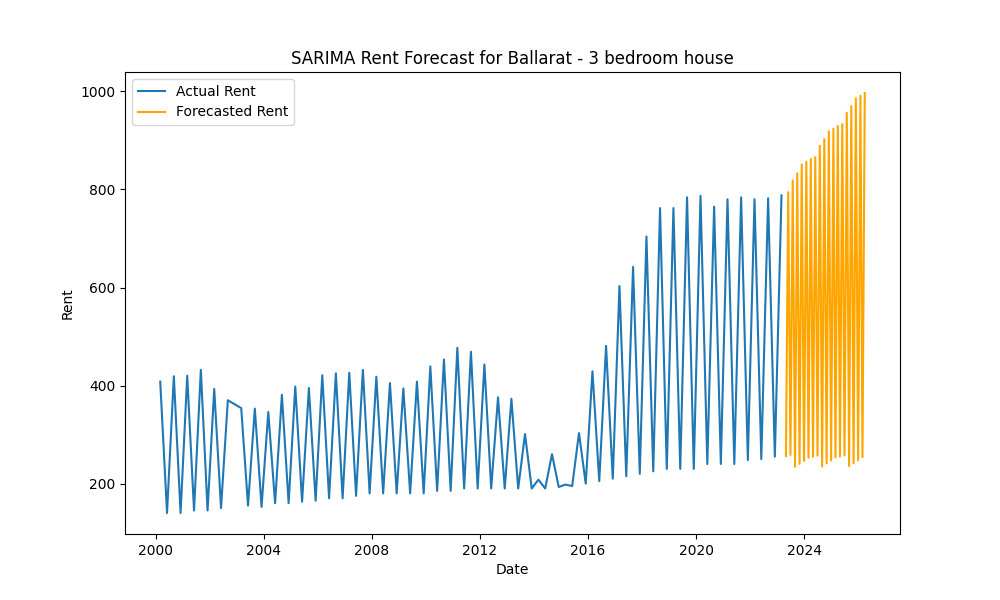 SARIMA Rent Forecast for Ballarat - 3 bedroom house
Actual Rent
Forecasted Rent
1000
800
600
400
200
Rent
2000 2004 2008 2012 2016 2020 2024
Date